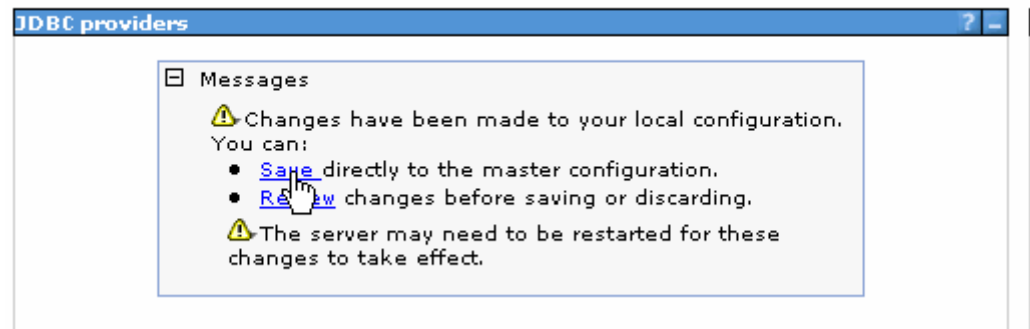 JDBC providers ? –
Messages
Changes have been made to your local configuration.
You can:
• Save directly to the master configuration.
• Review changes before saving or discarding.
The server may need to be restarted for these
changes to take effect.